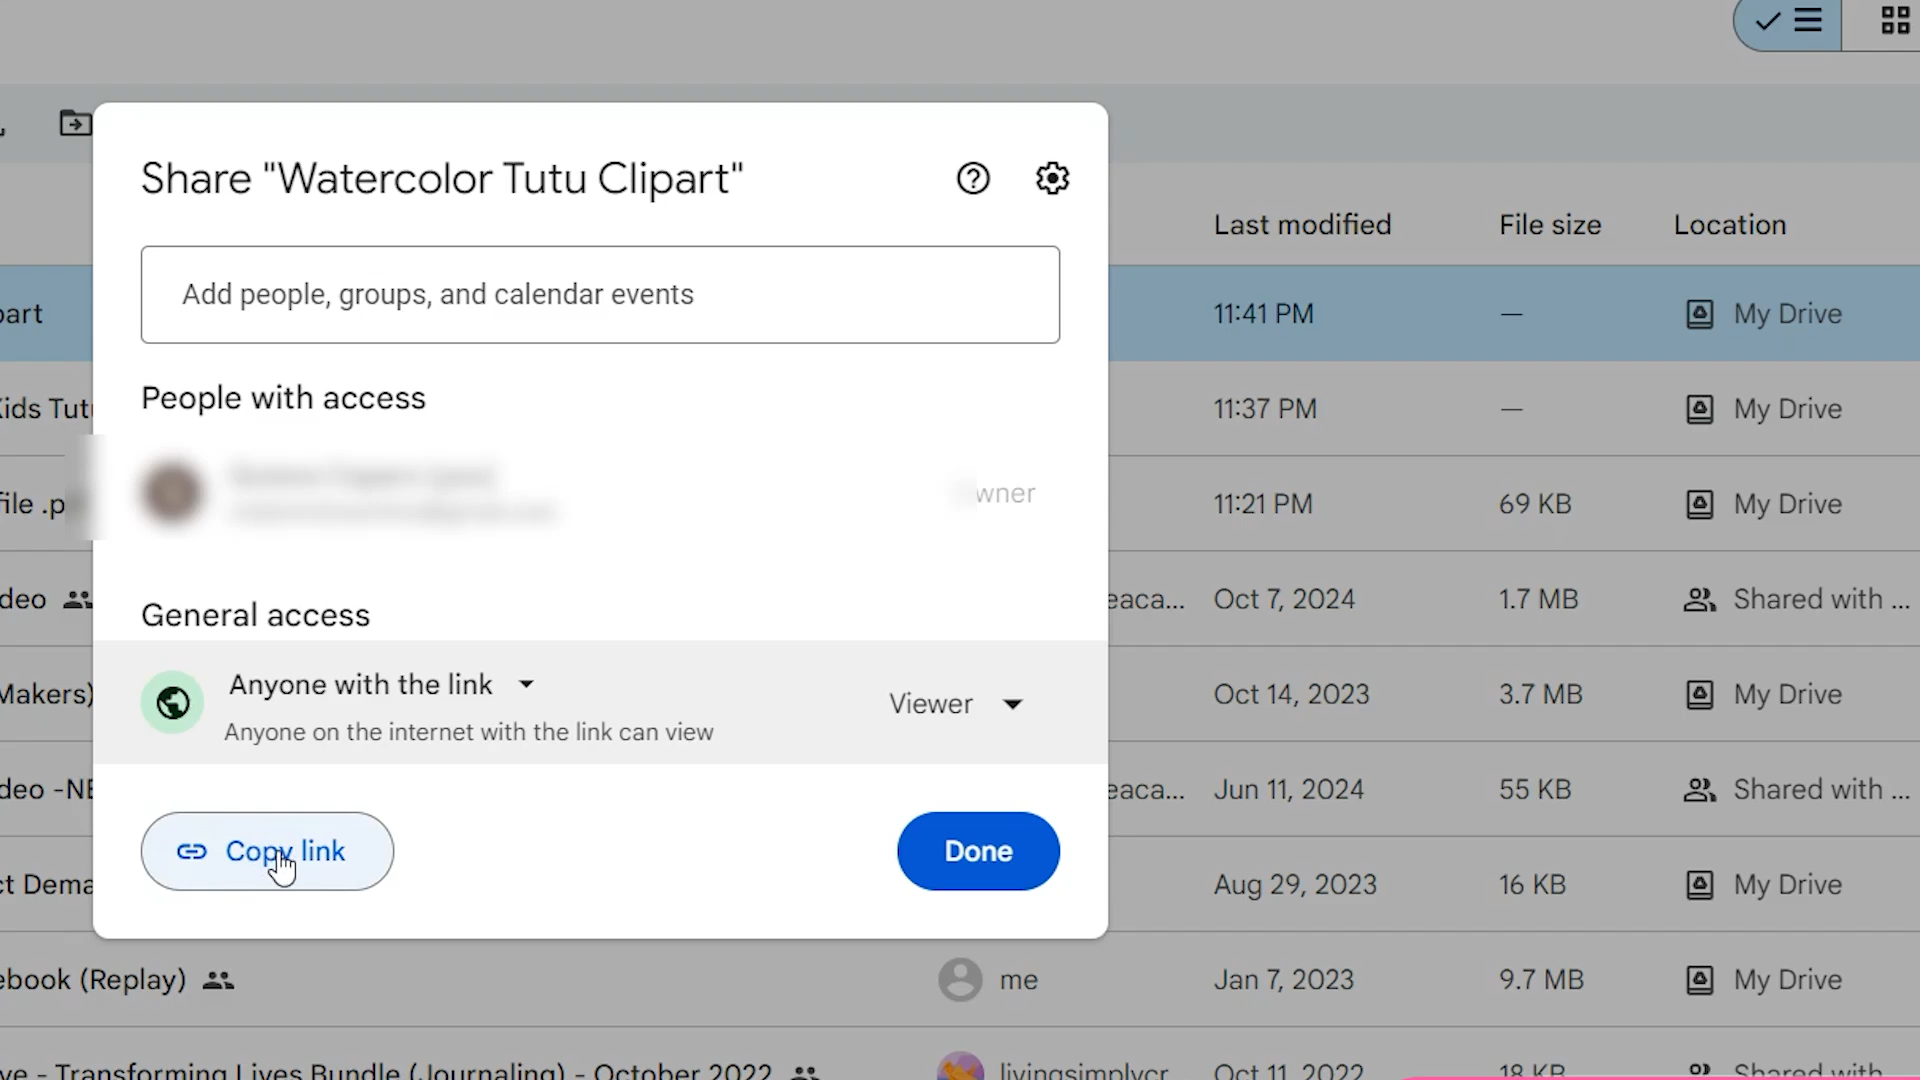 Share "Watercolor Tutu Clipart"
Add people, groups, and calendar events
People with access
wner
General access
Anyone with the link
Anyone on the internet with the link can view
Viewer
Copy link
Done
Last modified File size Location
part 11:41 PM — My Drive
Kids Tutu 11:37 PM — My Drive
file .p 11:21 PM 69 KB My Drive
deo eaca... Oct 7, 2024 1.7 MB Shared with ...
Makers) Oct 14, 2023 3.7 MB My Drive
deo -NE eaca... Jun 11, 2024 55 KB Shared with ...
ct Dema Aug 29, 2023 16 KB My Drive
ebook (Replay) me Jan 7, 2023 9.7 MB My Drive
ve - Transforming Lives Bundle (Journaling) - October 2022 livingsimplycr Oct 11, 2022 18 KB Shared with